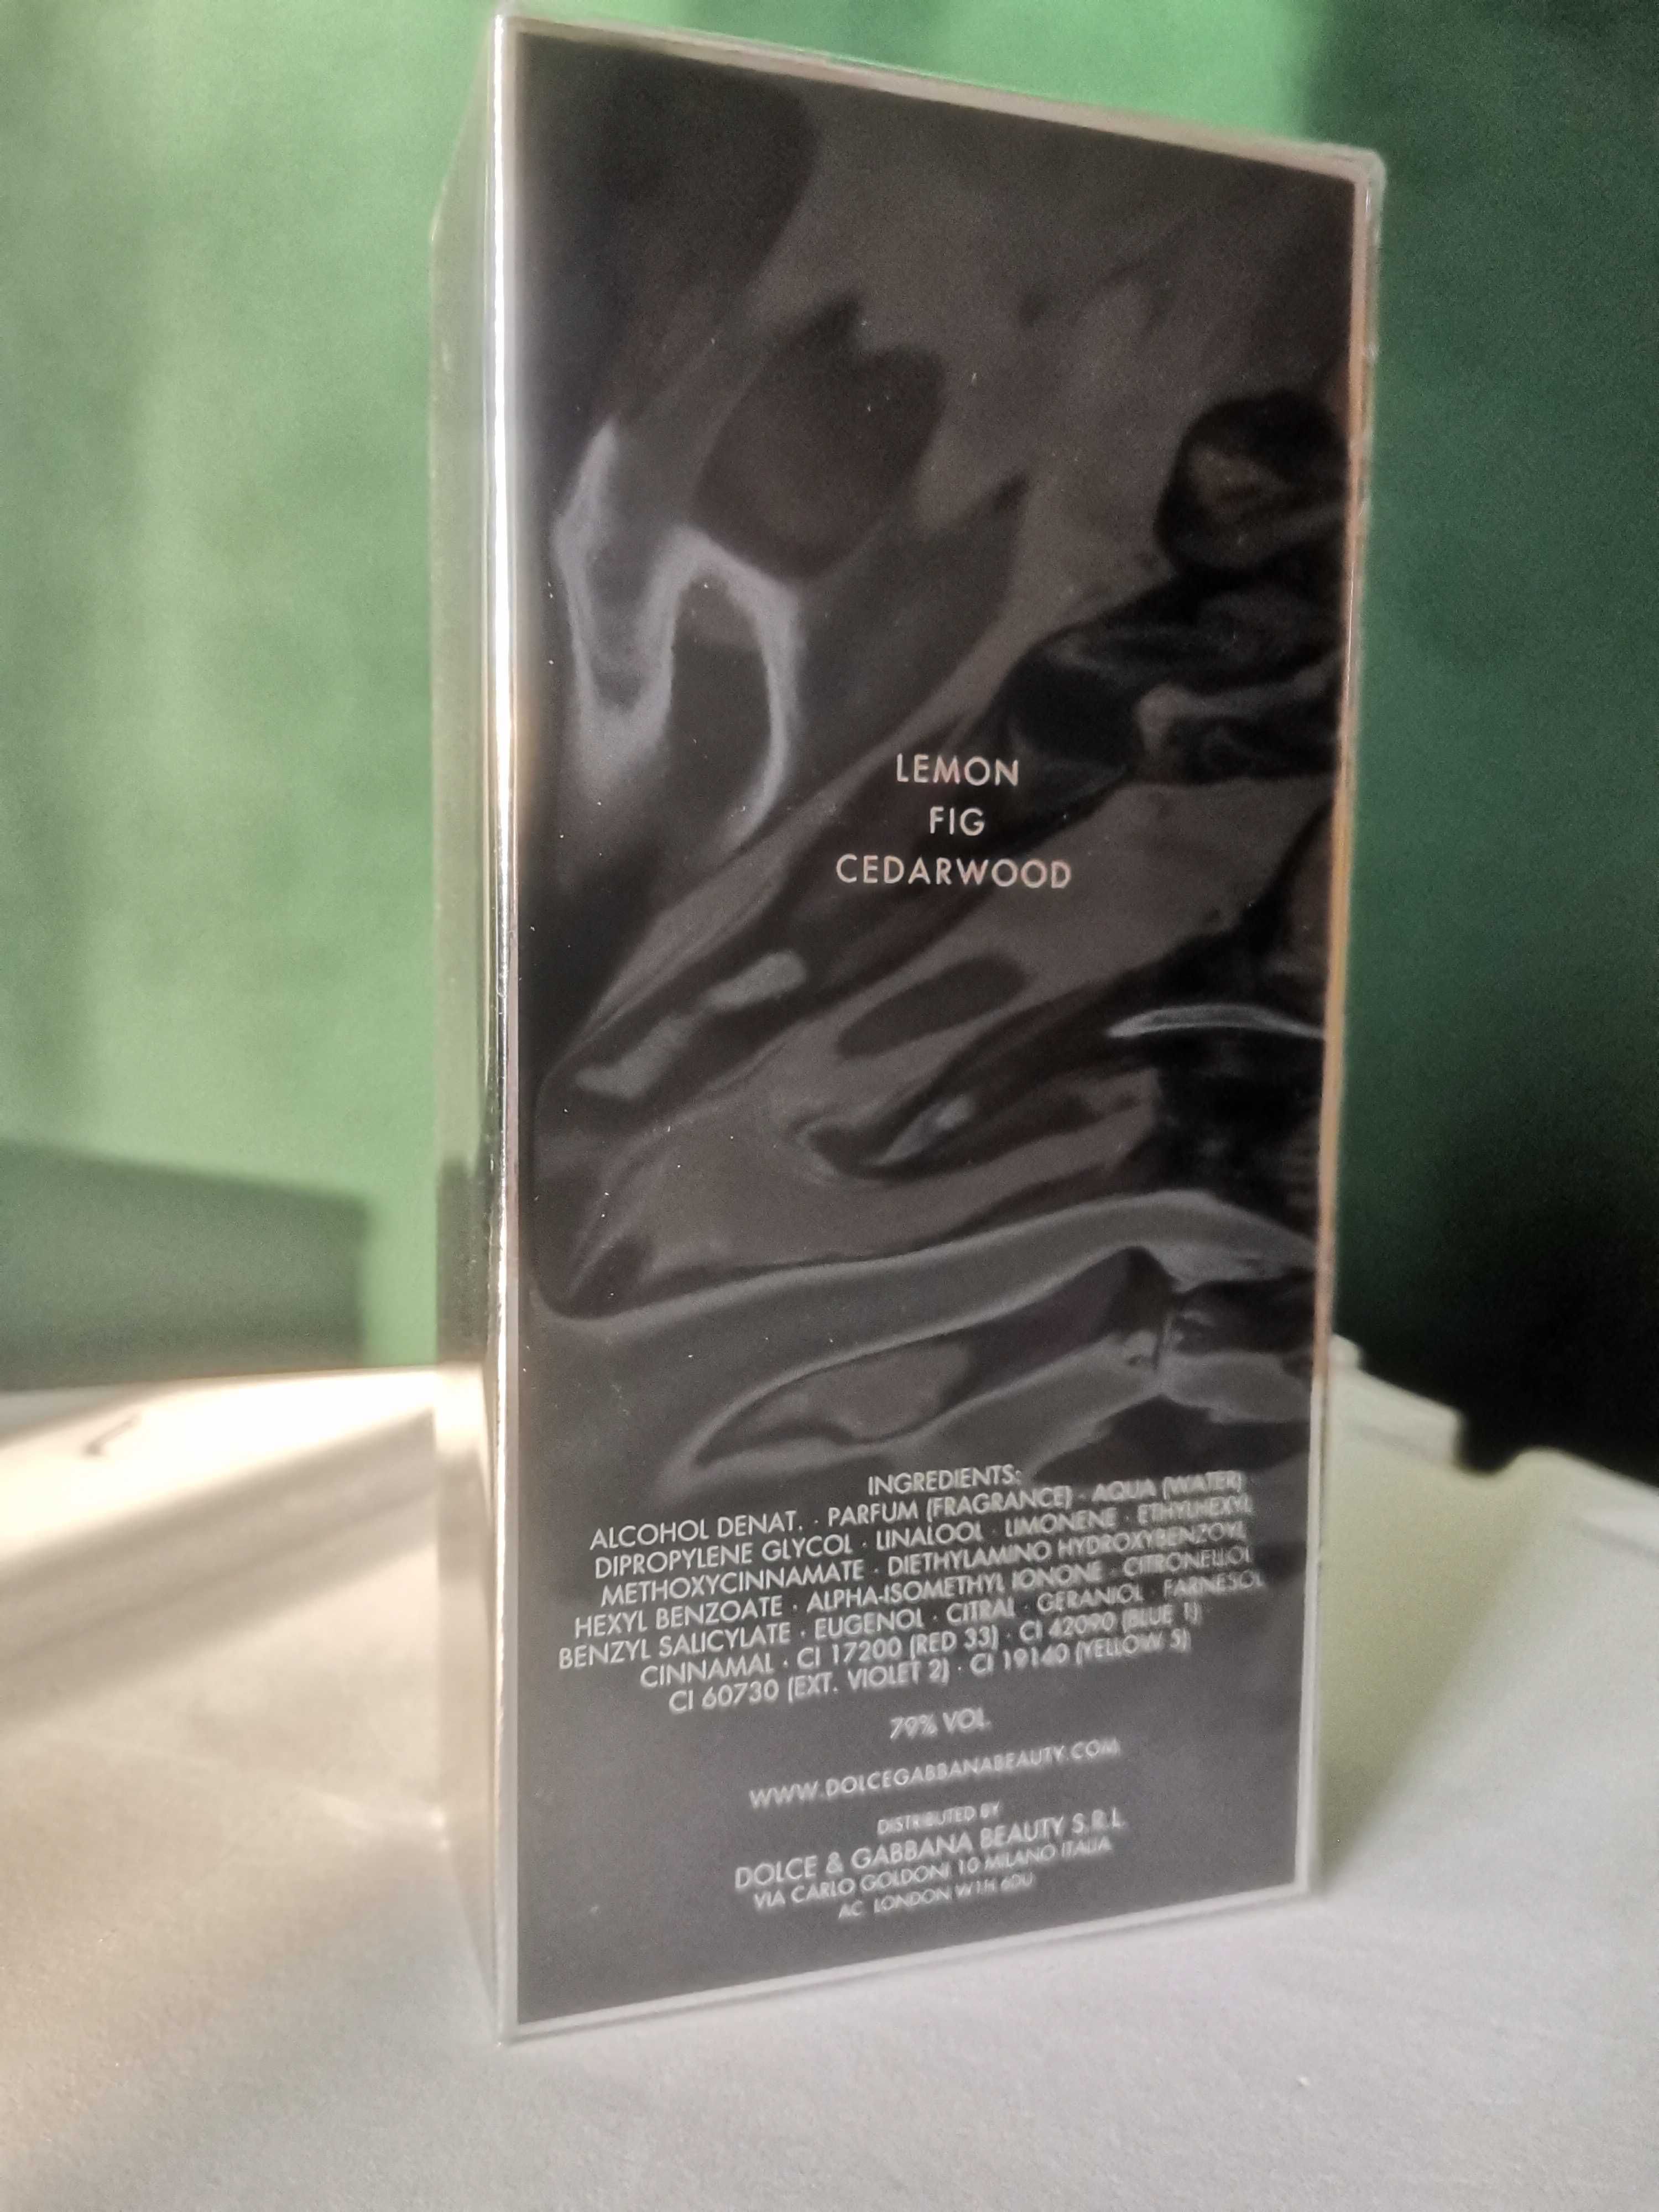 LEMON
FIG
CEDARWOOD
INGREDIENTS:
ALCOHOL DENAT. · PARFUM (FRAGRANCE) · AQUA (WATER)
DIPROPYLENE GLYCOL · LINALOOL · LIMONENE · ETHYLHEXYL
METHOXYCINNAMATE · DIETHYLAMINO HYDROXYBENZOYL
HEXYL BENZOATE · ALPHA-ISOMETHYL IONONE · CITRONELLOL
BENZYL SALICYLATE · EUGENOL · CITRAL · GERANIOL · FARNESOL
CINNAMAL · CI 17200 (RED 33) · CI 42090 (BLUE 1)
CI 60730 (EXT. VIOLET 2) · CI 19140 (YELLOW 5)
79% VOL.
WWW.DOLCEGABBANABEAUTY.COM
DISTRIBUTED BY
DOLCE & GABBANA BEAUTY S.R.L.
VIA CARLO GOLDONI 10 MILANO ITALIA
AC LONDON W1H 6DU